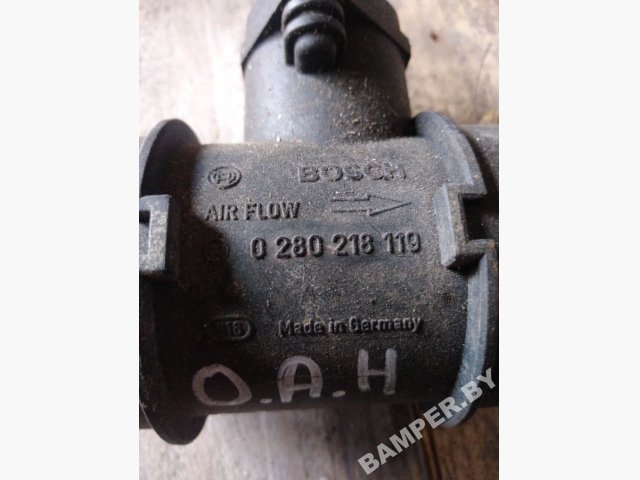 BOSCH
AIR FLOW
0 280 218 119
Made in Germany
O.A.H
BAMPER.BY